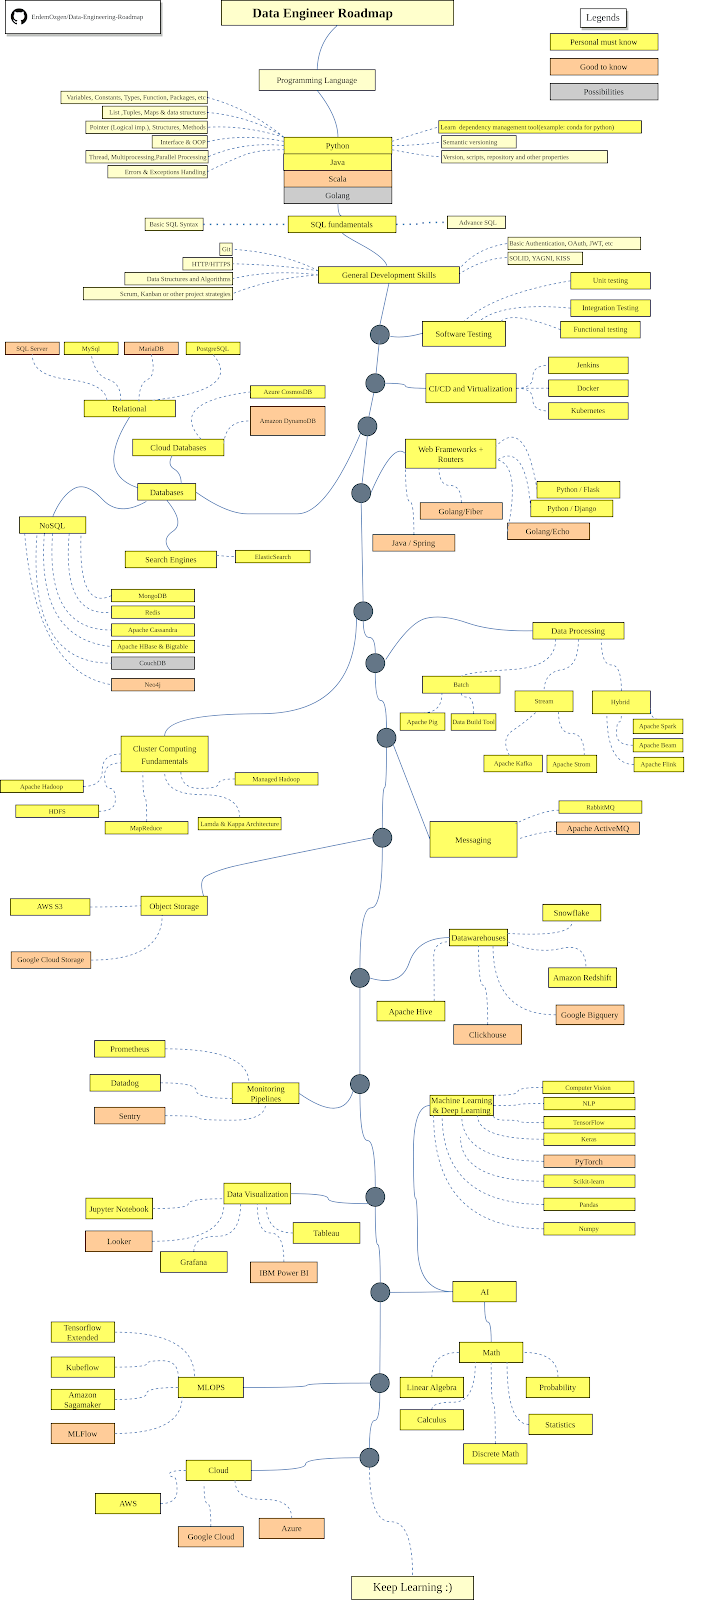 ErdemOzgen/Data-Engineering-Roadmap
Data Engineer Roadmap
Legends
Personal must know
Good to know
Possibilities
Programming Language
Variables, Constants, Types, Function, Packages, etc
List ,Tuples, Maps & data structures
Pointer (Logical imp.), Structures, Methods
Interface & OOP
Thread, Multiprocessing,Parallel Processing
Errors & Exceptions Handling
Python
Java
Scala
Golang
Learn dependency management tool(example: conda for python)
Semantic versioning
Version, scripts, repository and other properties
Basic SQL Syntax
SQL fundamentals
Advance SQL
Git
HTTP/HTTPS
Data Structures and Algorithms
Scrum, Kanban or other project strategies
General Development Skills
Basic Authentication, OAuth, JWT, etc
SOLID, YAGNI, KISS
Software Testing
Unit testing
Integration Testing
Functional testing
SQL Server
MySql
MariaDB
PostgreSQL
Relational
CI/CD and Virtualization
Jenkins
Docker
Kubernetes
Azure CosmosDB
Amazon DynamoDB
Cloud Databases
Databases
NoSQL
Search Engines
ElasticSearch
Web Frameworks +
Routers
Python / Flask
Python / Django
Golang/Fiber
Golang/Echo
Java / Spring
MongoDB
Redis
Apache Cassandra
Apache HBase & Bigtable
CouchDB
Neo4j
Data Processing
Batch
Stream
Hybrid
Apache Pig
Data Build Tool
Apache Kafka
Apache Strom
Apache Spark
Apache Beam
Apache Flink
Cluster Computing
Fundamentals
Apache Hadoop
HDFS
MapReduce
Managed Hadoop
Lamda & Kappa Architecture
Messaging
RabbitMQ
Apache ActiveMQ
AWS S3
Object Storage
Google Cloud Storage
Datawarehouses
Snowflake
Amazon Redshift
Apache Hive
Google Bigquery
Clickhouse
Prometheus
Datadog
Sentry
Monitoring
Pipelines
Machine Learning
& Deep Learning
Computer Vision
NLP
TensorFlow
Keras
PyTorch
Scikit-learn
Pandas
Numpy
Data Visualization
Jupyter Notebook
Looker
Grafana
Tableau
IBM Power BI
AI
Math
Linear Algebra
Probability
Calculus
Statistics
Discrete Math
Tensorflow
Extended
Kubeflow
Amazon
Sagamaker
MLFlow
MLOPS
Cloud
AWS
Google Cloud
Azure
Keep Learning :)